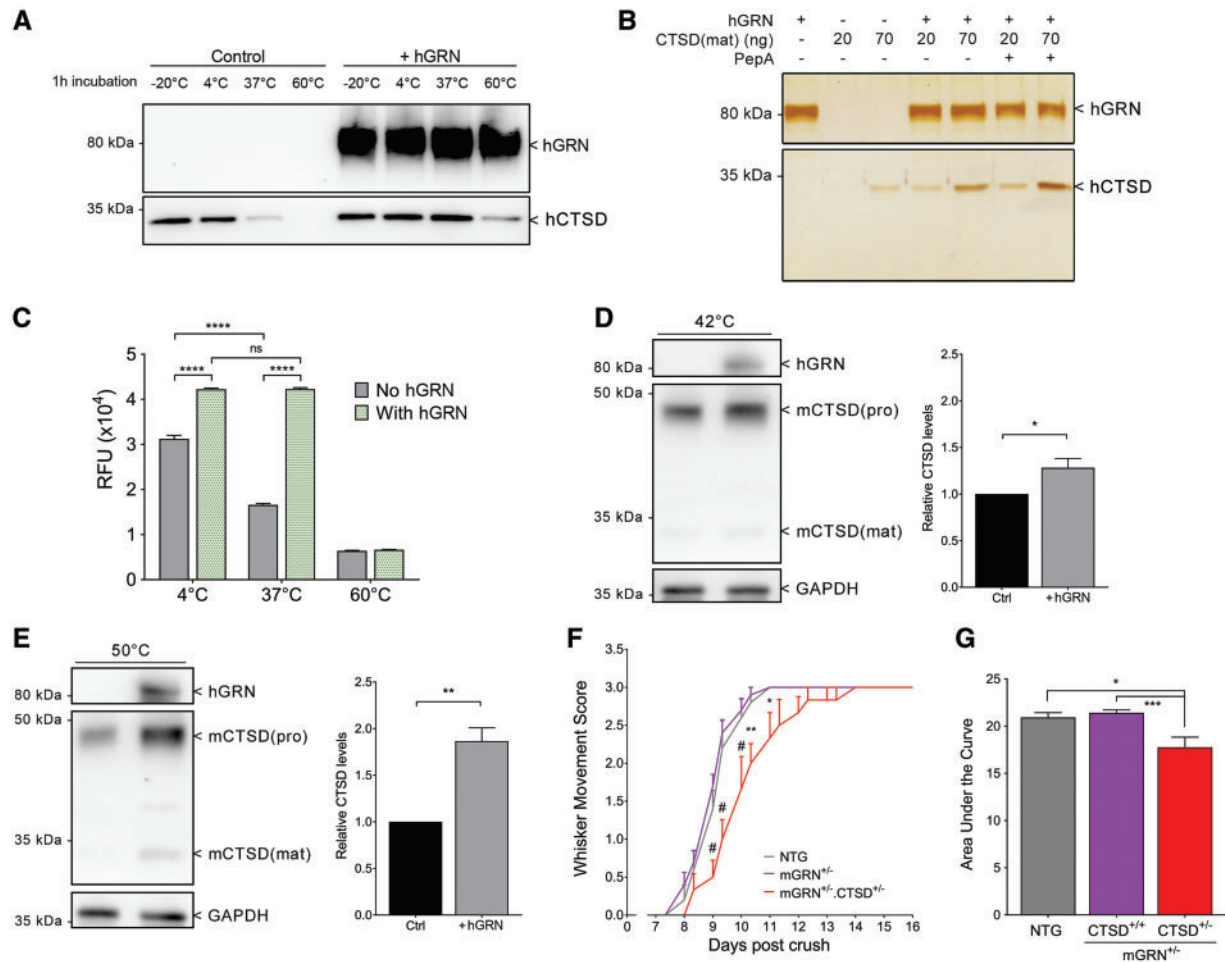 A
Control + hGRN
1h incubation -20°C 4°C 37°C 60°C -20°C 4°C 37°C 60°C
80 kDa < hGRN
35 kDa < hCTSD
B
hGRN + - - + + + +
CTSD(mat) (ng) - 20 70 20 70 20 70
PepA - - - + +
80 kDa < hGRN
35 kDa < hCTSD
C
**** ns
**** ****
RFU (x10⁴)
5
4
3
2
1
0
4°C 37°C 60°C
No hGRN
With hGRN
D
42°C
80 kDa < hGRN
50 kDa
< mCTSD(pro)
35 kDa
< mCTSD(mat)
35 kDa < GAPDH
Relative CTSD levels
2.5
2.0
1.5
1.0
0.5
0.0
*
Ctrl +hGRN
E
50°C
80 kDa < hGRN
50 kDa < mCTSD(pro)
35 kDa
< mCTSD(mat)
35 kDa < GAPDH
Relative CTSD levels
2.5
2.0
1.5
1.0
0.5
0.0
**
Ctrl +hGRN
F
Whisker Movement Score
3.5
3.0
2.5
2.0
1.5
1.0
0.5
0.0
# # # ** *
NTG
mGRN+/-
mGRN+/-.CTSD+/-
7 8 9 10 11 12 13 14 15 16
Days post crush
G
Area Under the Curve
25
20
15
10
5
0
*
***
NTG CTSD+/+ CTSD+/-
mGRN+/-